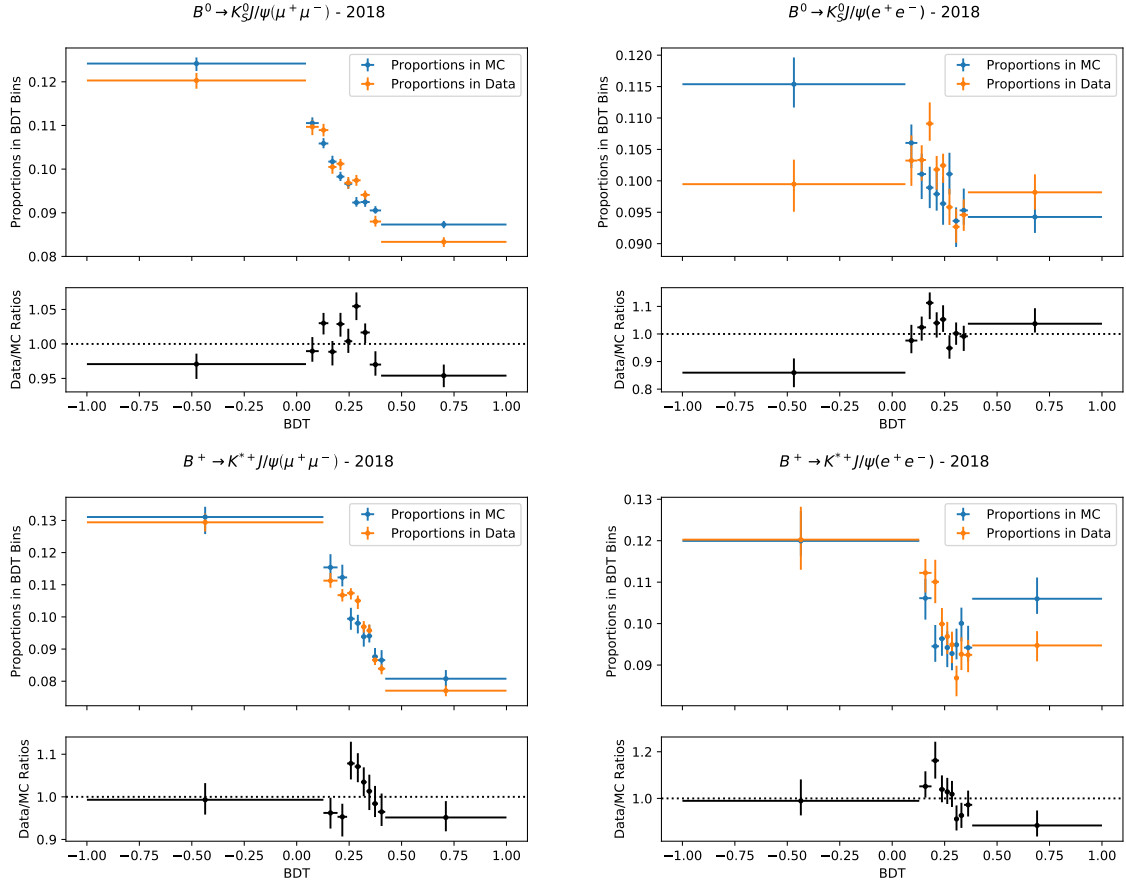 B⁰ → K⁰_S J/ψ(μ⁺μ⁻) - 2018
Proportions in BDT Bins
0.12
0.11
0.10
0.09
0.08
Proportions in MC
Proportions in Data
Data/MC Ratios
1.05
1.00
0.95
−1.00 −0.75 −0.50 −0.25 0.00 0.25 0.50 0.75 1.00
BDT
B⁰ → K⁰_S J/ψ(e⁺e⁻) - 2018
Proportions in BDT Bins
0.120
0.115
0.110
0.105
0.100
0.095
0.090
Proportions in MC
Proportions in Data
Data/MC Ratios
1.1
1.0
0.9
0.8
−1.00 −0.75 −0.50 −0.25 0.00 0.25 0.50 0.75 1.00
BDT
B⁺ → K*⁺ J/ψ(μ⁺μ⁻) - 2018
Proportions in BDT Bins
0.13
0.12
0.11
0.10
0.09
0.08
Proportions in MC
Proportions in Data
Data/MC Ratios
1.1
1.0
0.9
−1.00 −0.75 −0.50 −0.25 0.00 0.25 0.50 0.75 1.00
BDT
B⁺ → K*⁺ J/ψ(e⁺e⁻) - 2018
Proportions in BDT Bins
0.13
0.12
0.11
0.10
0.09
Proportions in MC
Proportions in Data
Data/MC Ratios
1.2
1.0
−1.00 −0.75 −0.50 −0.25 0.00 0.25 0.50 0.75 1.00
BDT